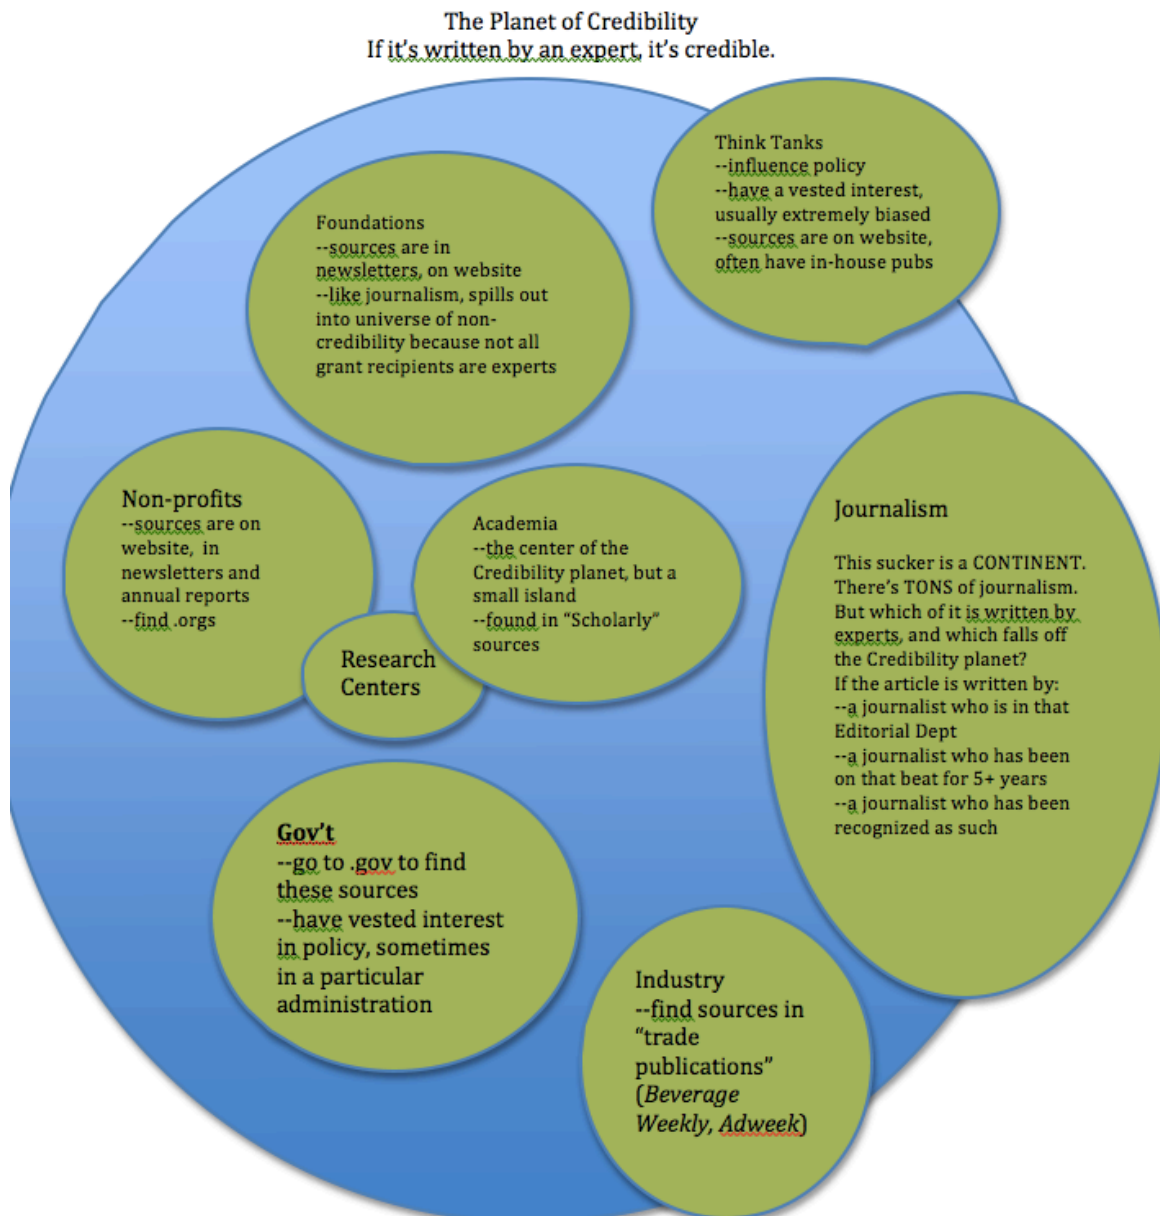 The Planet of Credibility
If it's written by an expert, it's credible.
Think Tanks
--influence policy
--have a vested interest,
usually extremely biased
--sources are on website,
often have in-house pubs
Foundations
--sources are in
newsletters, on website
--like journalism, spills out
into universe of non-
credibility because not all
grant recipients are experts
Non-profits
--sources are on
website,  in
newsletters and
annual reports
--find .orgs
Academia
--the center of the
Credibility planet, but a
small island
--found in “Scholarly”
sources
Journalism
This sucker is a CONTINENT.
There's TONS of journalism.
But which of it is written by
experts, and which falls off
the Credibility planet?
If the article is written by:
--a journalist who is in that
Editorial Dept
--a journalist who has been
on that beat for 5+ years
--a journalist who has been
recognized as such
Research
Centers
Gov't
--go to .gov to find
these sources
--have vested interest
in policy, sometimes
in a particular
administration
Industry
--find sources in
“trade
publications”
(Beverage
Weekly, Adweek)